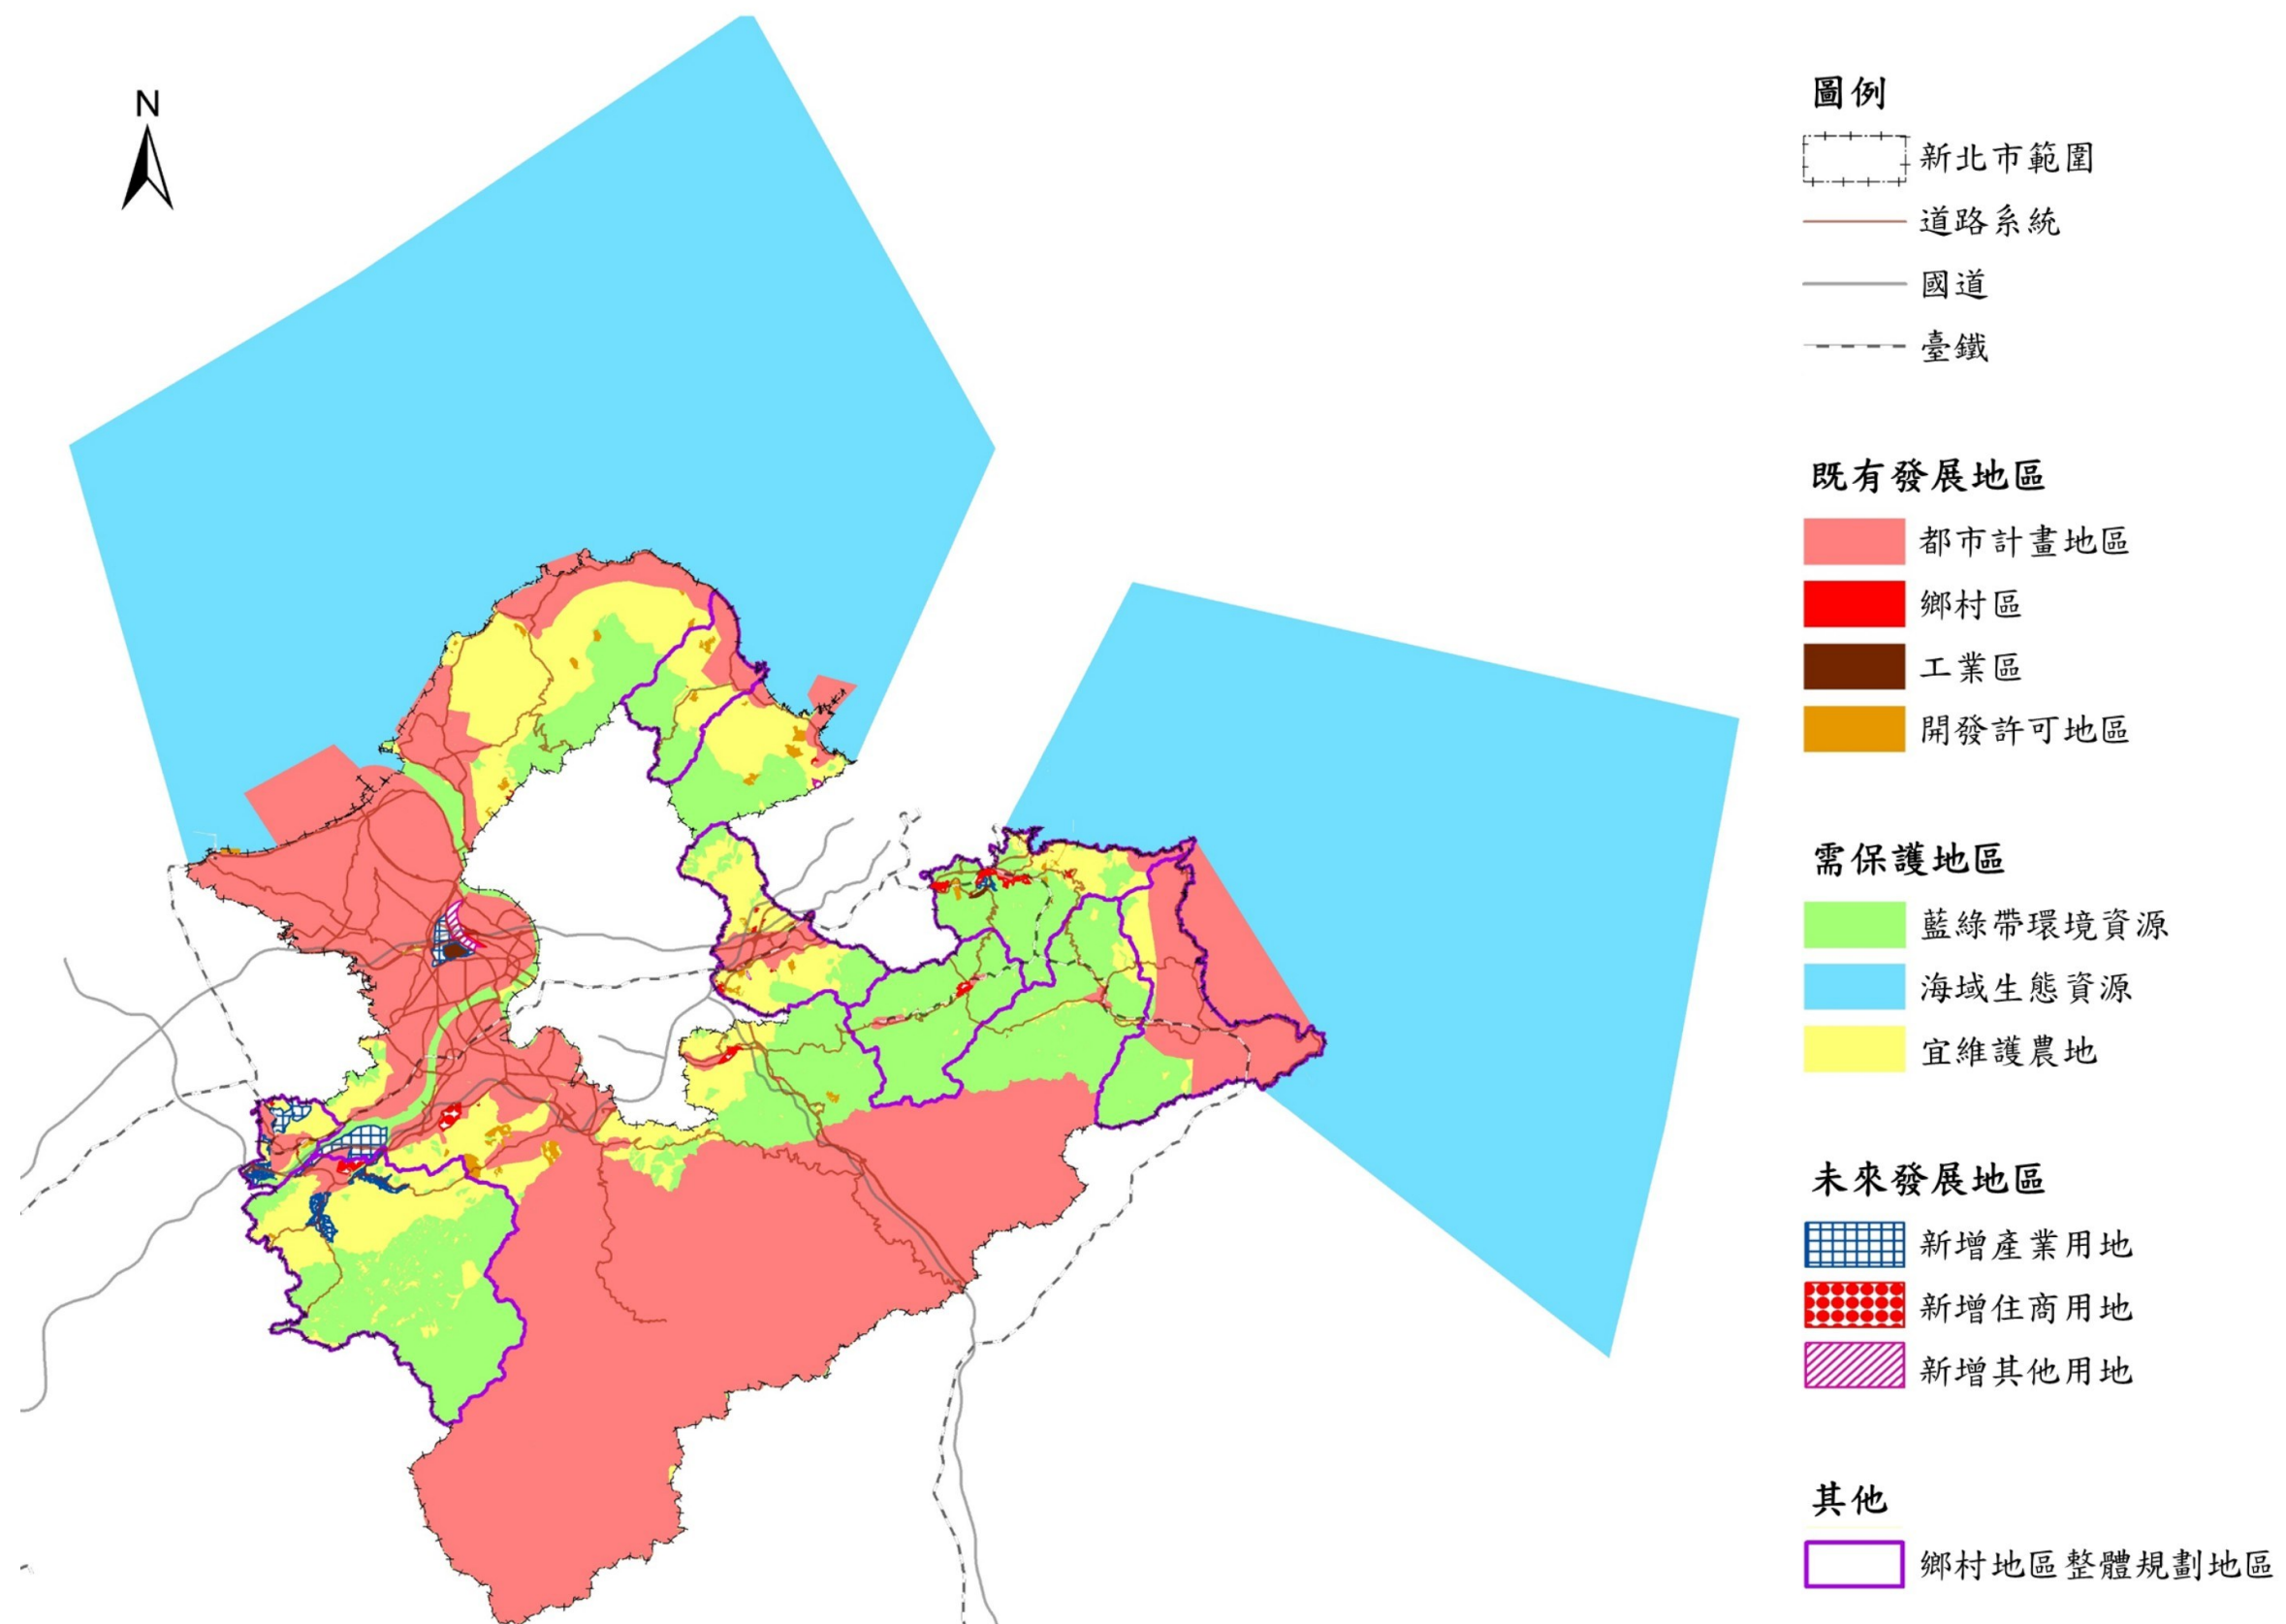 N
圖例
新北市範圍
道路系統
國道
臺鐵
既有發展地區
都市計畫地區
鄉村區
工業區
開發許可地區
需保護地區
藍綠帶環境資源
海域生態資源
宜維護農地
未來發展地區
新增產業用地
新增住商用地
新增其他用地
其他
鄉村地區整體規劃地區